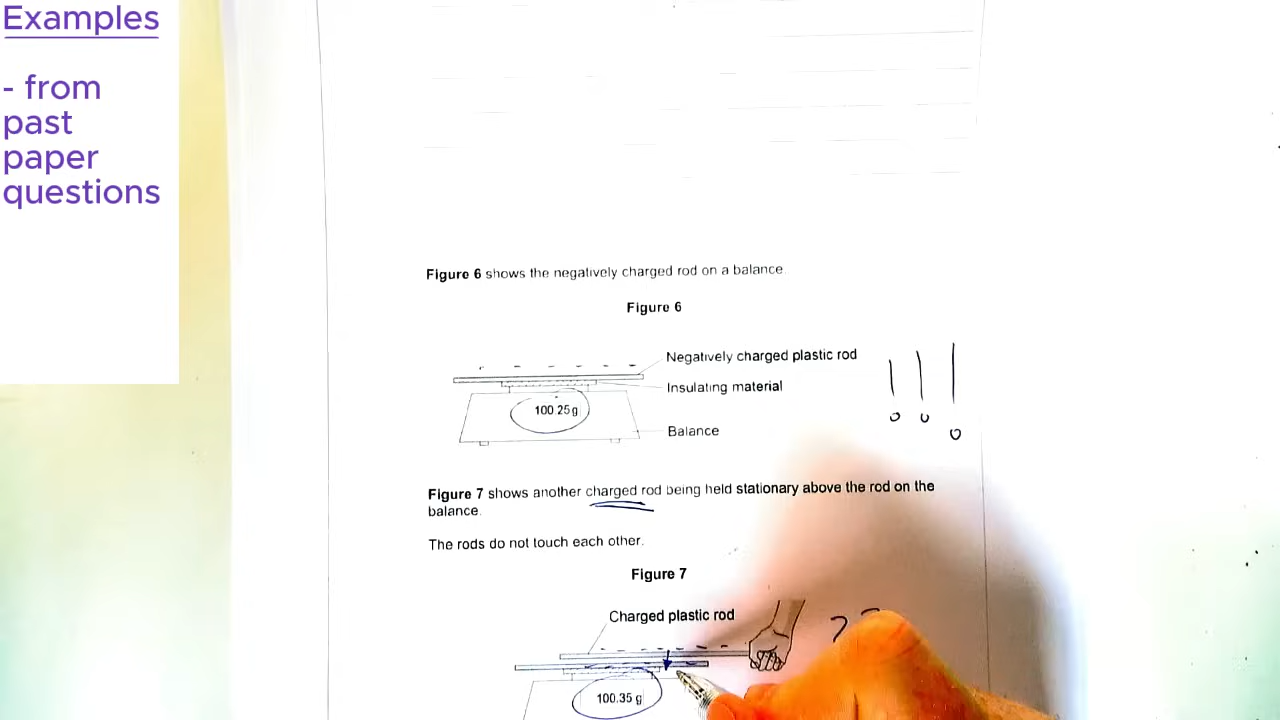 Examples
- from
past
paper
questions
Figure 6 shows the negatively charged rod on a balance.
Figure 6
Negatively charged plastic rod
Insulating material
100.25 g
Balance
Figure 7 shows another charged rod being held stationary above the rod on the
balance.
The rods do not touch each other.
Figure 7
Charged plastic rod
100.35 g